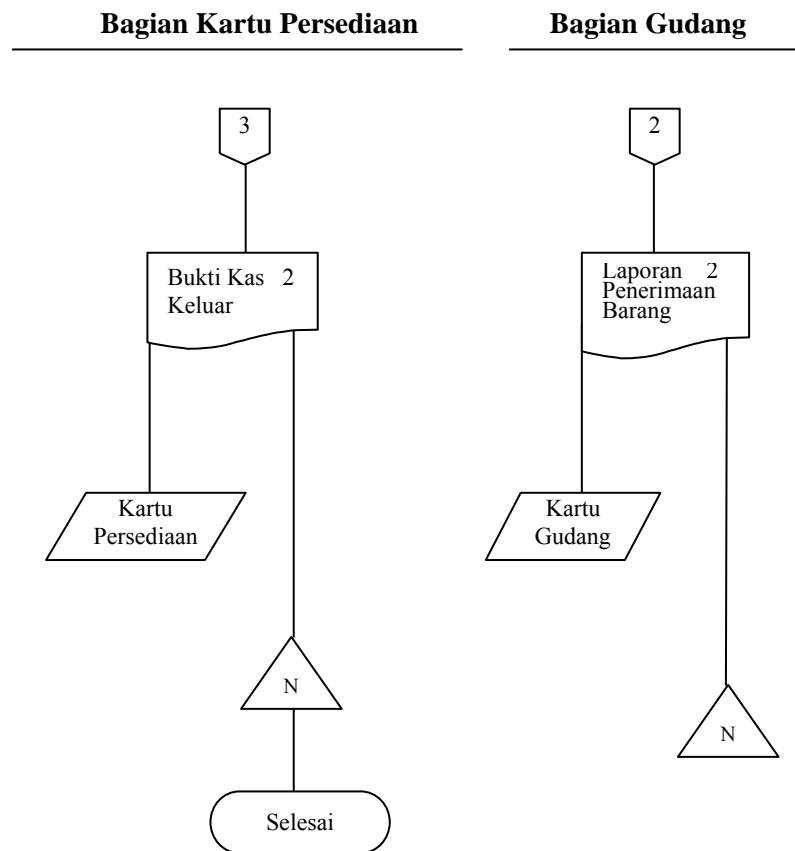 Bagian Kartu Persediaan
3
Bukti Kas 2
Keluar
Kartu
Persediaan
N
Selesai
Bagian Gudang
2
Laporan 2
Penerimaan
Barang
Kartu
Gudang
N